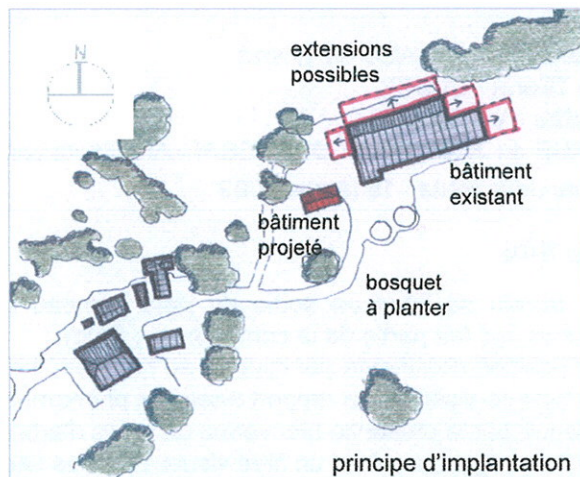 N
extensions
possibles
bâtiment
existant
bâtiment
projeté
bosquet
à planter
principe d'implantation